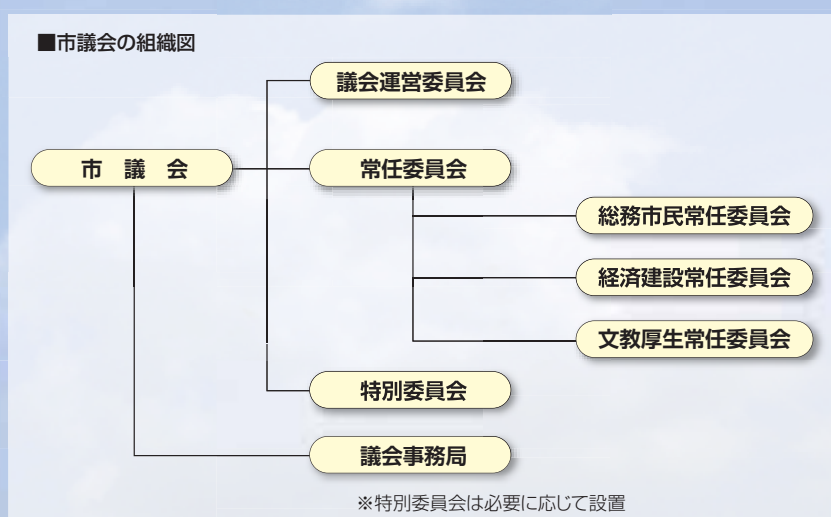 ■市議会の組織図
議会運営委員会
市 議 会
常任委員会
総務市民常任委員会
経済建設常任委員会
文教厚生常任委員会
特別委員会
議会事務局
※特別委員会は必要に応じて設置